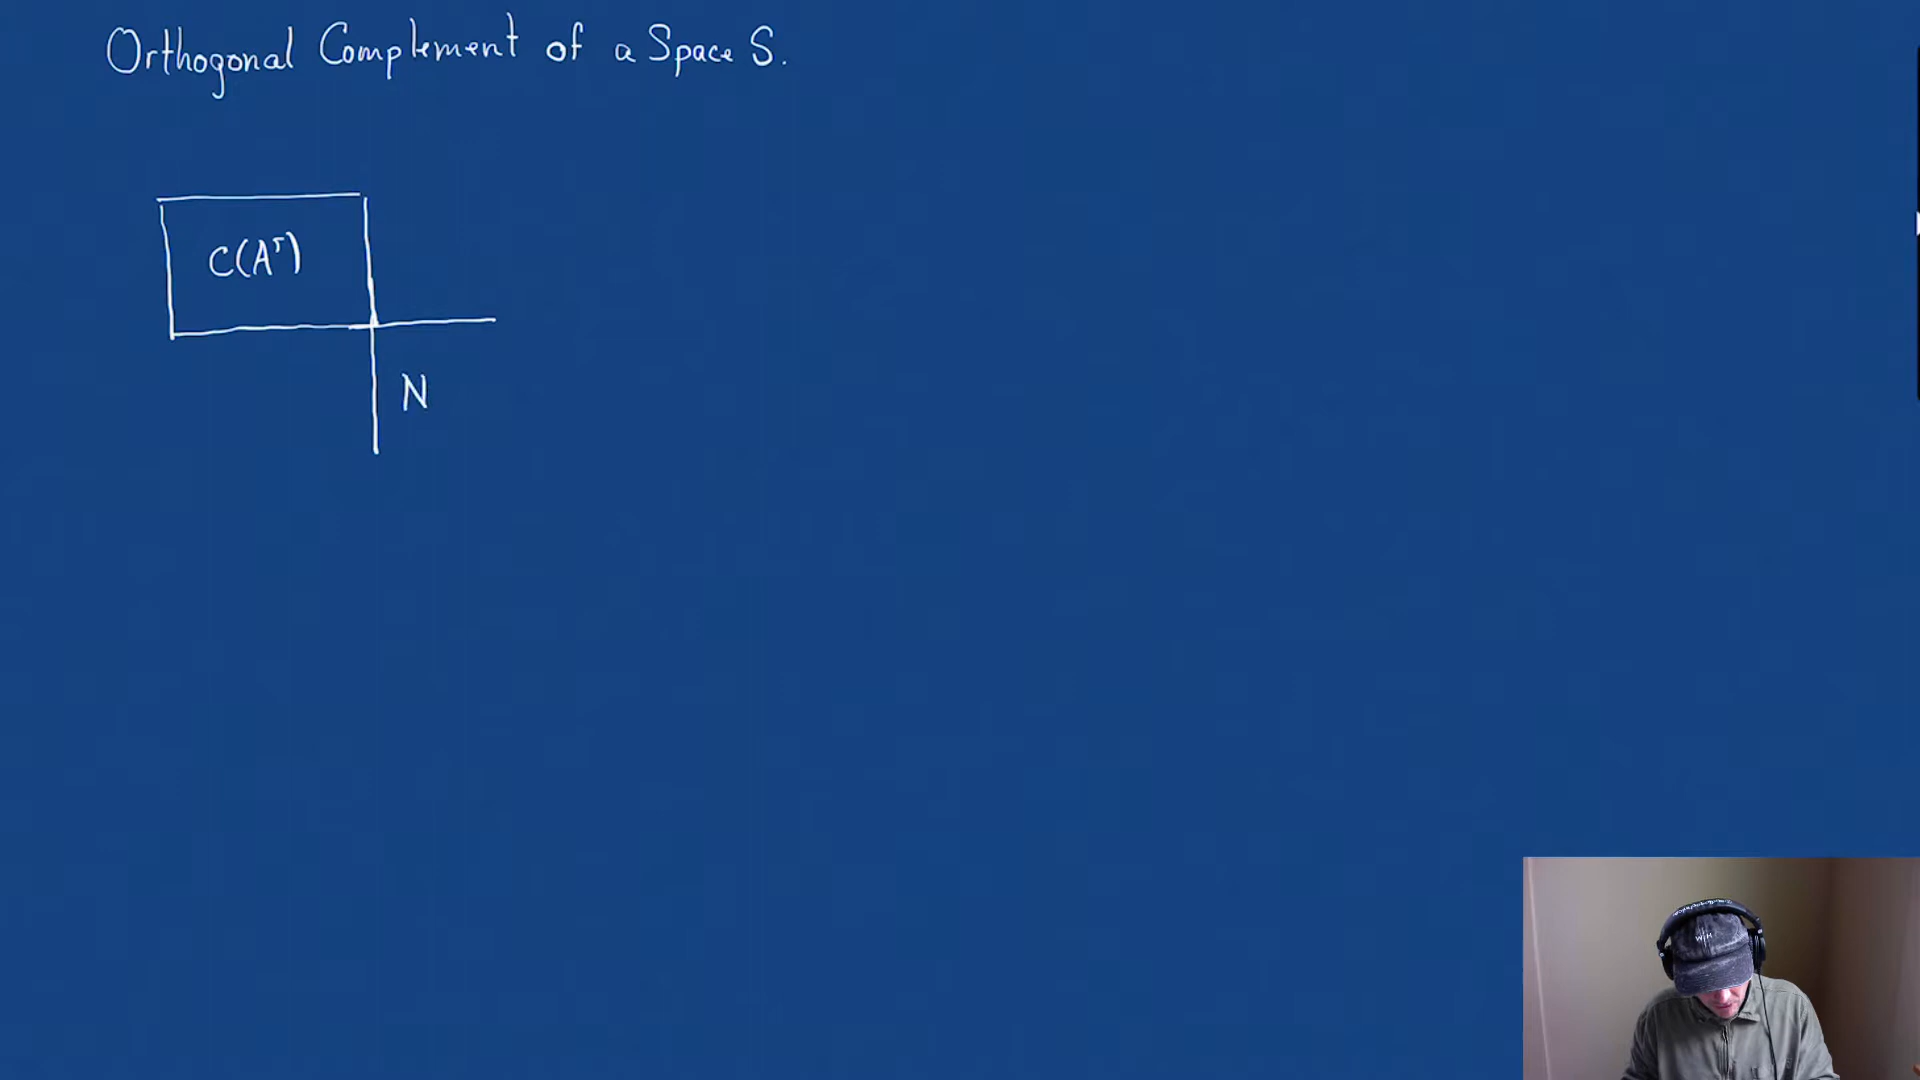 Orthogonal Complement of a Space S.
C(Aᵀ)
N